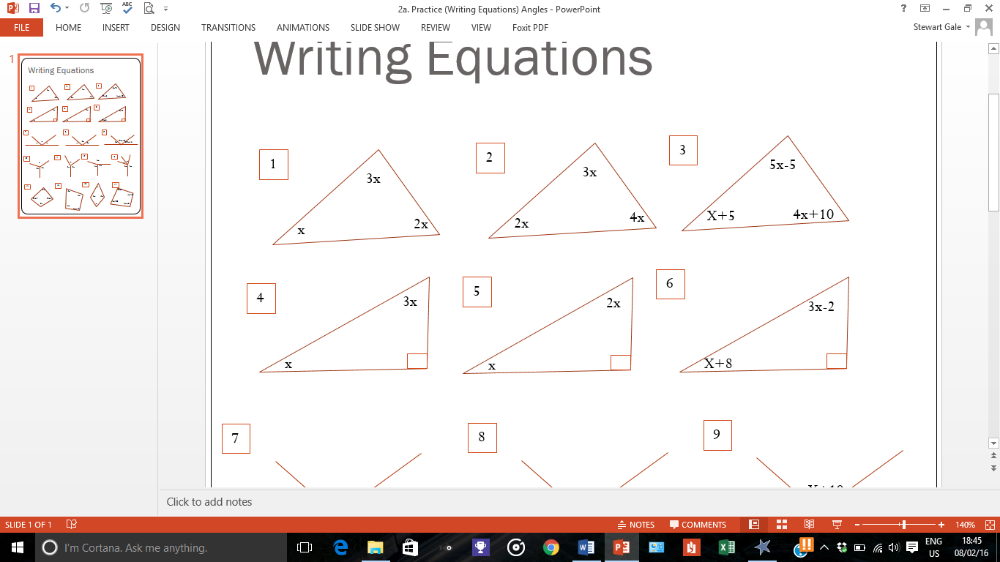 2a. Practice (Writing Equations) Angles - PowerPoint
FILE HOME INSERT DESIGN TRANSITIONS ANIMATIONS SLIDE SHOW REVIEW VIEW Foxit PDF
Stewart Gale
1
Writing Equations
Writing Equations
1
3x
x
2x
2
3x
2x
4x
3
5x-5
X+5
4x+10
4
3x
x
5
2x
x
6
3x-2
X+8
7
8
9
Click to add notes
SLIDE 1 OF 1
NOTES
COMMENTS
140%
I'm Cortana. Ask me anything.
ENG
US
18:45
08/02/16